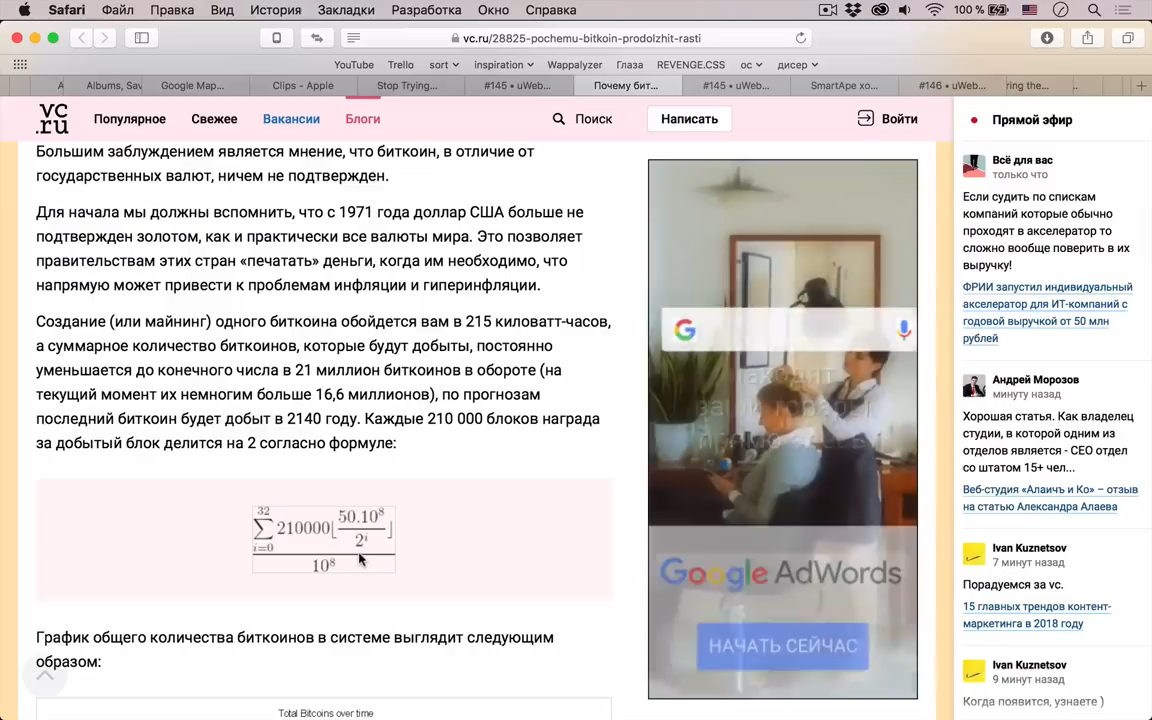 Safari Файл Правка Вид История Закладки Разработка Окно Справка 100 %
vc.ru/28825-pochemu-bitkoin-prodolzhit-rasti
YouTube Trello sort inspiration Wappalyzer Глаза REVENGE.CSS ос дисер
A Albums, Sav Google Map... Clips - Apple Stop Trying... #145 • uWeb... Почему бит... #145 • uWeb... SmartApe хо... #146 • uWeb... ring the...
vc.ru Популярное Свежее Вакансии Блоги Поиск Написать Войти
Большим заблуждением является мнение, что биткоин, в отличие от
государственных валют, ничем не подтвержден.
Для начала мы должны вспомнить, что с 1971 года доллар США больше не
подтвержден золотом, как и практически все валюты мира. Это позволяет
правительствам этих стран «печатать» деньги, когда им необходимо, что
напрямую может привести к проблемам инфляции и гиперинфляции.
Создание (или майнинг) одного биткоина обойдется вам в 215 киловатт-часов,
а суммарное количество биткоинов, которые будут добыты, постоянно
уменьшается до конечного числа в 21 миллион биткоинов в обороте (на
текущий момент их немногим больше 16,6 миллионов), по прогнозам
последний биткоин будет добыт в 2140 году. Каждые 210 000 блоков награда
за добытый блок делится на 2 согласно формуле:
32
∑ 210000⌊50.10⁸
i=0 2ⁱ⌋
10⁸
График общего количества биткоинов в системе выглядит следующим
образом:
Total Bitcoins over time
G
находят
Google AdWords
НАЧАТЬ СЕЙЧАС
Прямой эфир
Всё для вас
только что
Если судить по спискам
компаний которые обычно
проходят в акселератор то
сложно вообще поверить в их
выручку!
ФРИИ запустил индивидуальный
акселератор для ИТ-компаний с
годовой выручкой от 50 млн
рублей
Андрей Морозов
минуту назад
Хорошая статья. Как владелец
студии, в которой одним из
отделов является - СЕО отдел
со штатом 15+ чел...
Веб-студия «Алаичъ и Ко» – отзыв
на статью Александра Алаева
Ivan Kuznetsov
7 минут назад
Порадуемся за vc.
15 главных трендов контент-
маркетинга в 2018 году
Ivan Kuznetsov
9 минут назад
Когда появится, узнаете )